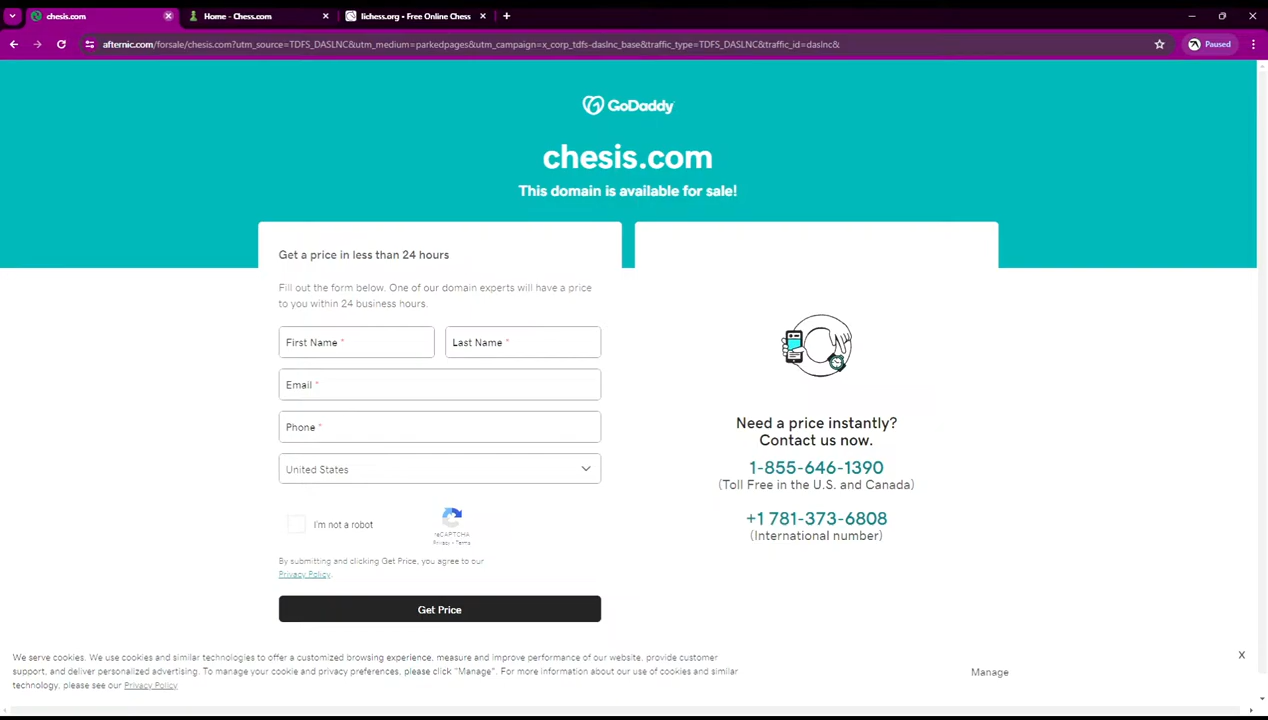 chesis.com
Home - Chess.com
lichess.org • Free Online Chess
afternic.com/forsale/chesis.com?utm_source=TDFS_DASLNC&utm_medium=parkedpages&utm_campaign=x_corp_tdfs-daslnc_base&traffic_type=TDFS_DASLNC&traffic_id=daslnc&
Paused
GoDaddy
chesis.com
This domain is available for sale!
Get a price in less than 24 hours
Fill out the form below. One of our domain experts will have a price
to you within 24 business hours.
First Name *
Last Name *
Email *
Phone *
United States
I'm not a robot
reCAPTCHA
Privacy - Terms
By submitting and clicking Get Price, you agree to our
Privacy Policy.
Get Price
Need a price instantly?
Contact us now.
1-855-646-1390
(Toll Free in the U.S. and Canada)
+1 781-373-6808
(International number)
We serve cookies. We use cookies and similar technologies to offer a customized browsing experience, measure and improve performance of our website, provide customer
support, and deliver personalized advertising. To manage your cookie and privacy preferences, please click "Manage". For more information about our use of cookies and similar
technology, please see our Privacy Policy
Manage
X